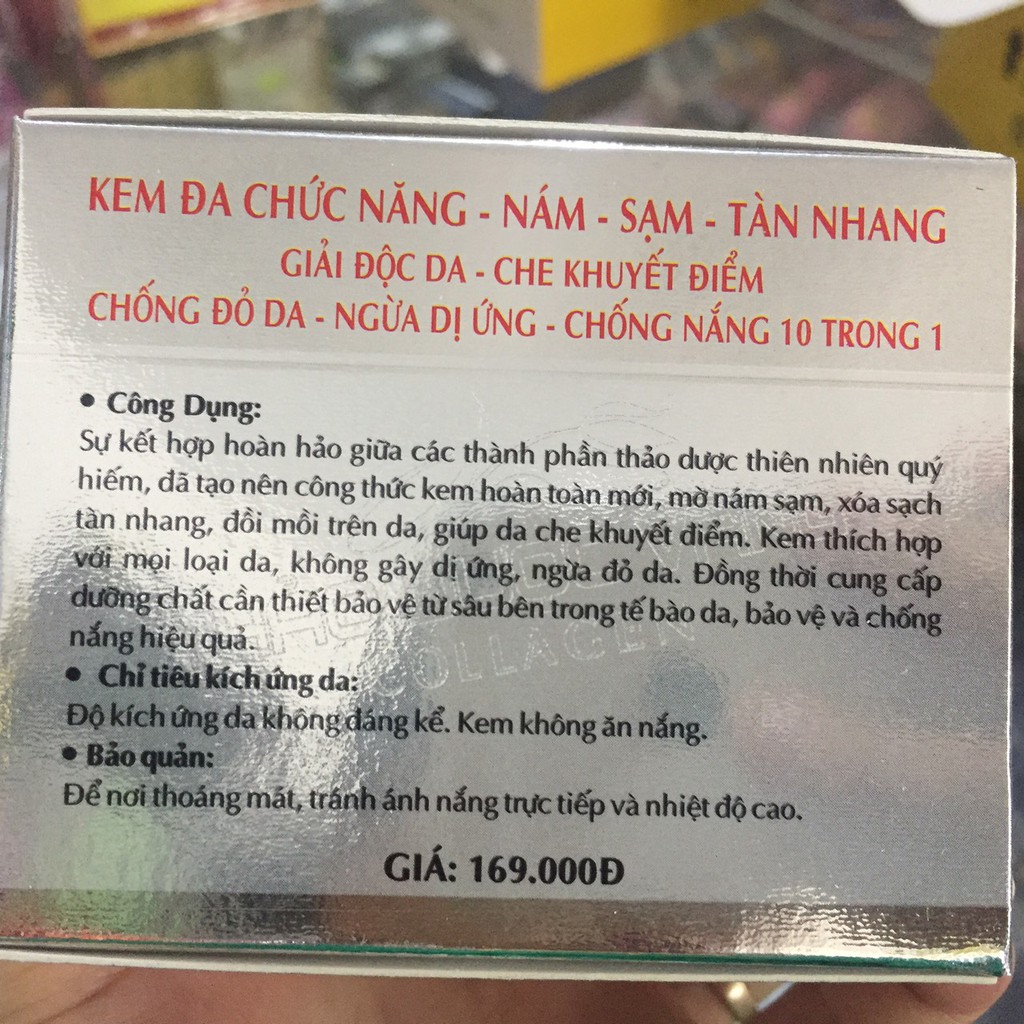 KEM ĐA CHỨC NĂNG - NÁM - SẠM - TÀN NHANG
GIẢI ĐỘC DA - CHE KHUYẾT ĐIỂM
CHỐNG ĐỎ DA - NGỪA DỊ ỨNG - CHỐNG NẮNG 10 TRONG 1
• Công Dụng:
Sự kết hợp hoàn hảo giữa các thành phần thảo dược thiên nhiên quý
hiếm, đã tạo nên công thức kem hoàn toàn mới, mờ nám sạm, xóa sạch
tàn nhang, đồi mồi trên da, giúp da che khuyết điểm. Kem thích hợp
với mọi loại da, không gây dị ứng, ngừa đỏ da. Đồng thời cung cấp
dưỡng chất cần thiết bảo vệ từ sâu bên trong tế bào da, bảo vệ và chống
nắng hiệu quả.
COLLAGEN
• Chỉ tiêu kích ứng da:
Độ kích ứng da không đáng kể. Kem không ăn nắng.
• Bảo quản:
Để nơi thoáng mát, tránh ánh nắng trực tiếp và nhiệt độ cao.
GIÁ: 169.000Đ